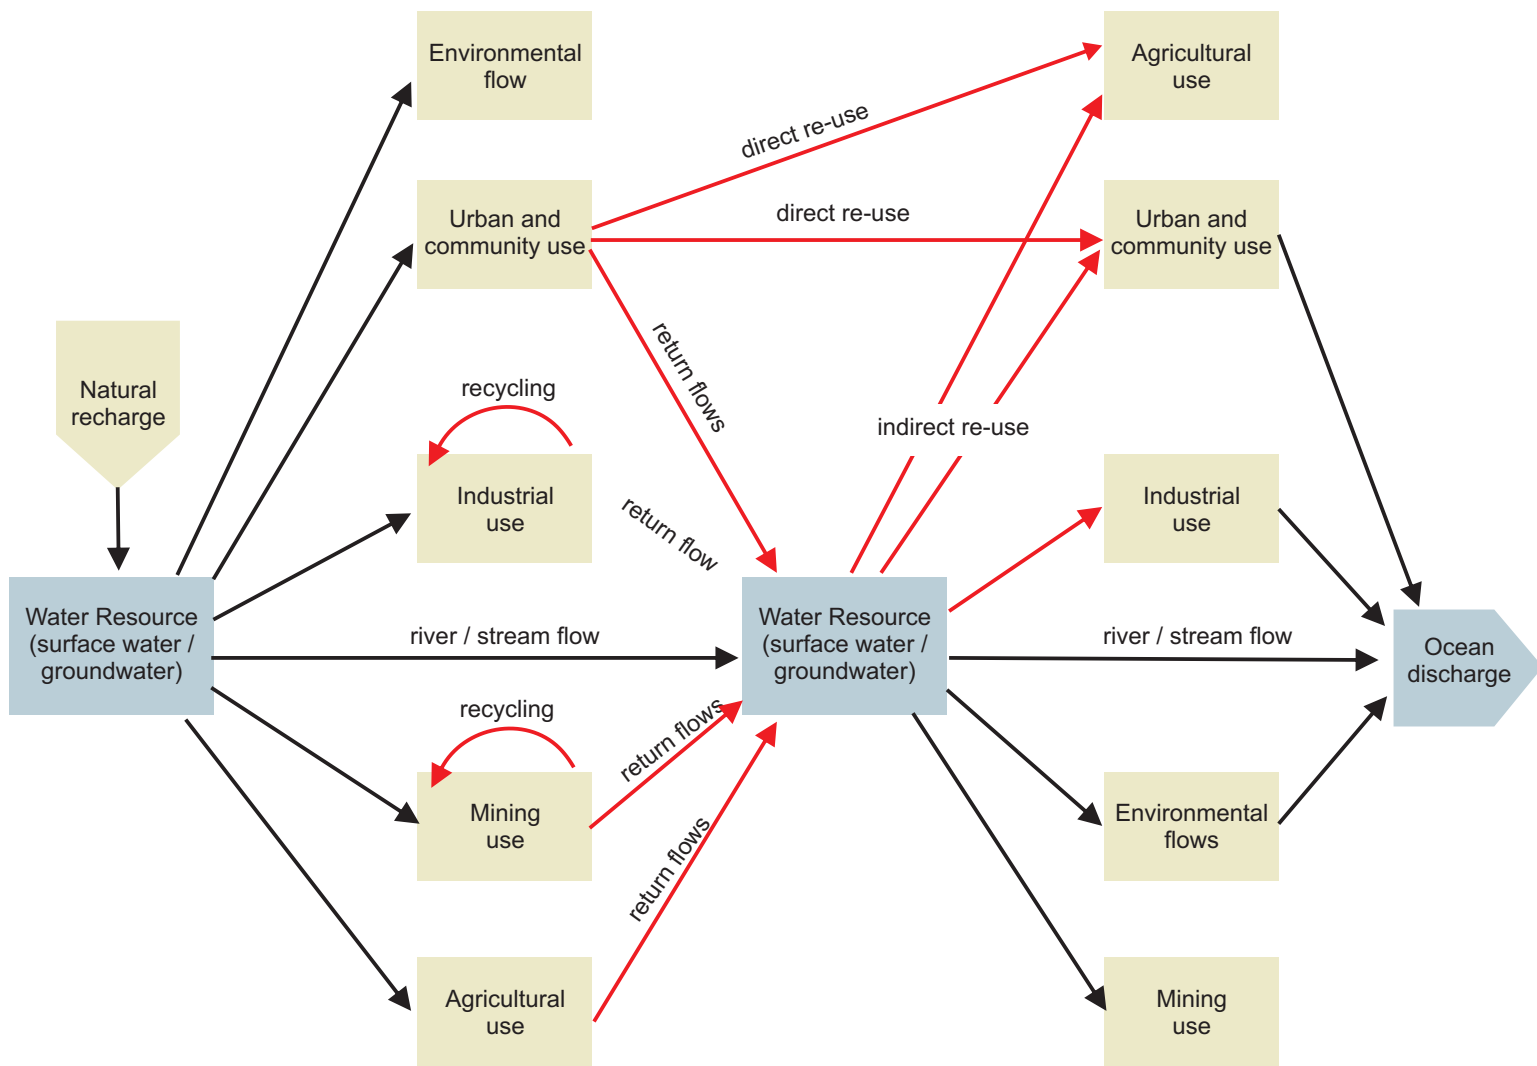 Environmental
flow
Agricultural
use
direct re-use
Urban and
community use
direct re-use
Urban and
community use
Natural
recharge
return flows
recycling
indirect re-use
Industrial
use
return flow
Industrial
use
Water Resource
(surface water /
groundwater)
river / stream flow
Water Resource
(surface water /
groundwater)
river / stream flow
Ocean
discharge
recycling
return flows
Mining
use
Environmental
flows
return flows
Agricultural
use
Mining
use